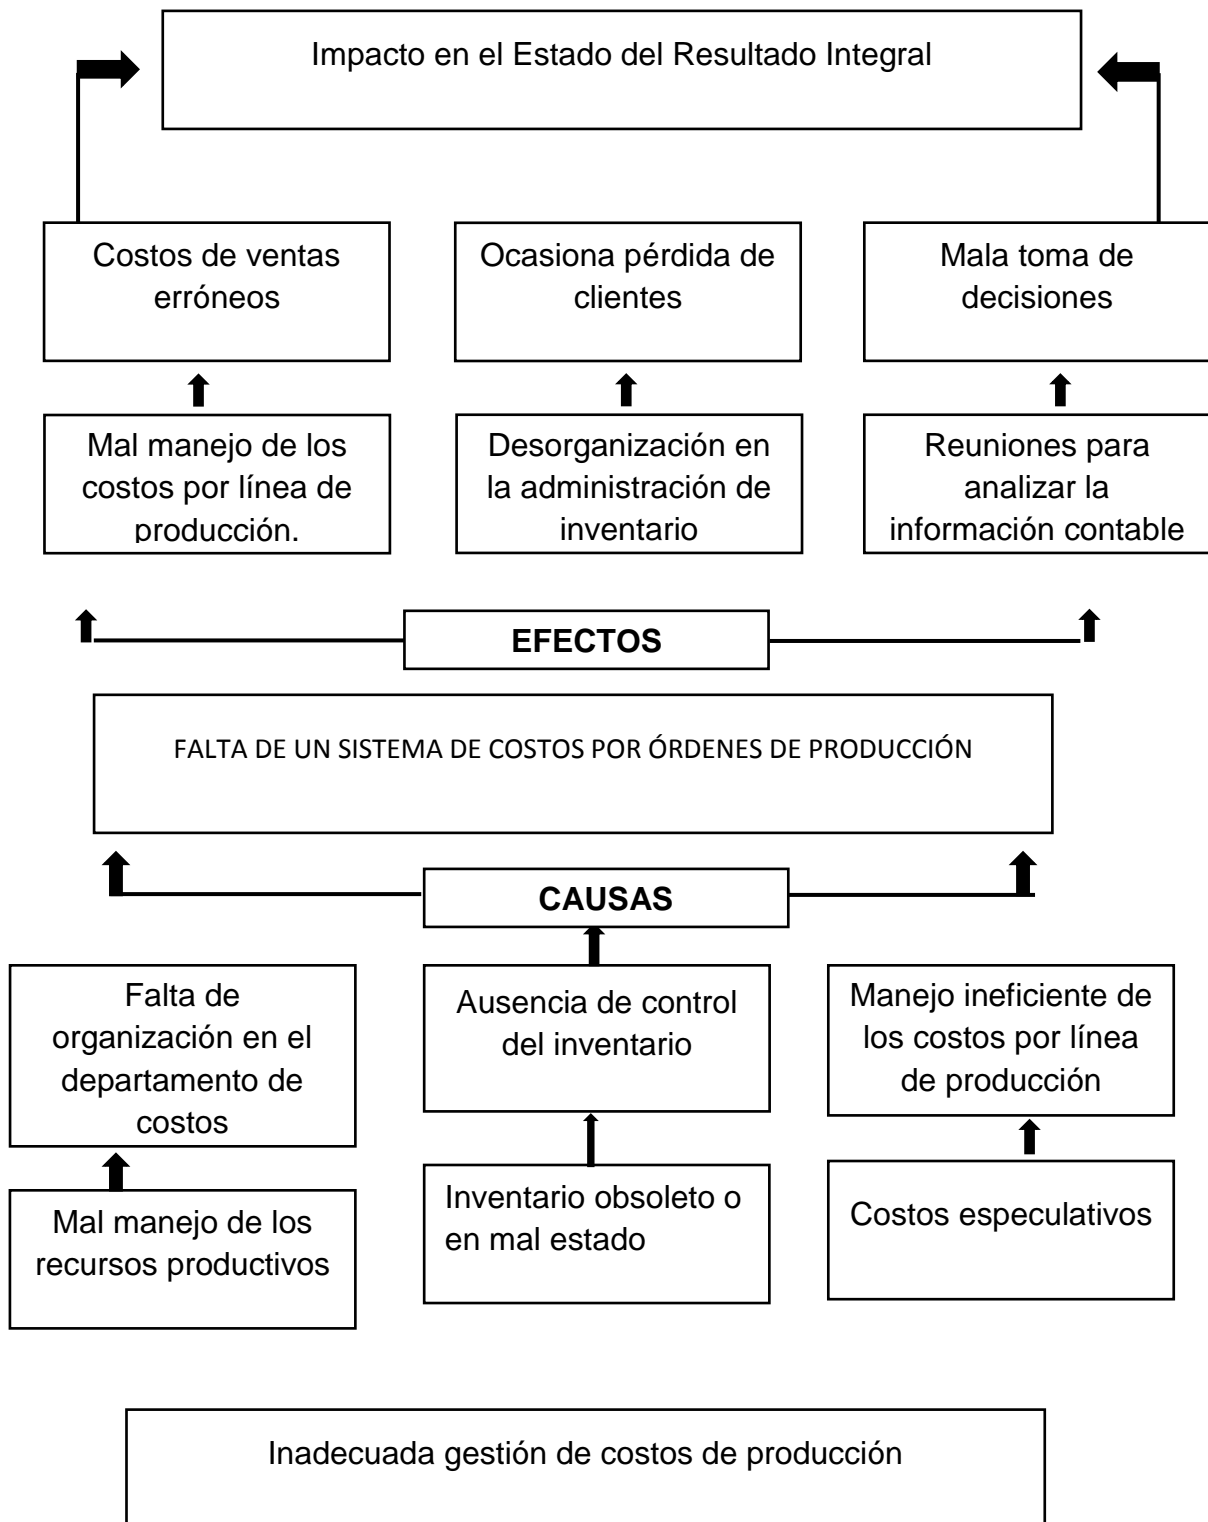 Impacto en el Estado del Resultado Integral
Costos de ventas
erróneos
Ocasiona pérdida de
clientes
Mala toma de
decisiones
Mal manejo de los
costos por línea de
producción.
Desorganización en
la administración de
inventario
Reuniones para
analizar la
información contable
EFECTOS
FALTA DE UN SISTEMA DE COSTOS POR ÓRDENES DE PRODUCCIÓN
CAUSAS
Falta de
organización en el
departamento de
costos
Ausencia de control
del inventario
Manejo ineficiente de
los costos por línea
de producción
Mal manejo de los
recursos productivos
Inventario obsoleto o
en mal estado
Costos especulativos
Inadecuada gestión de costos de producción